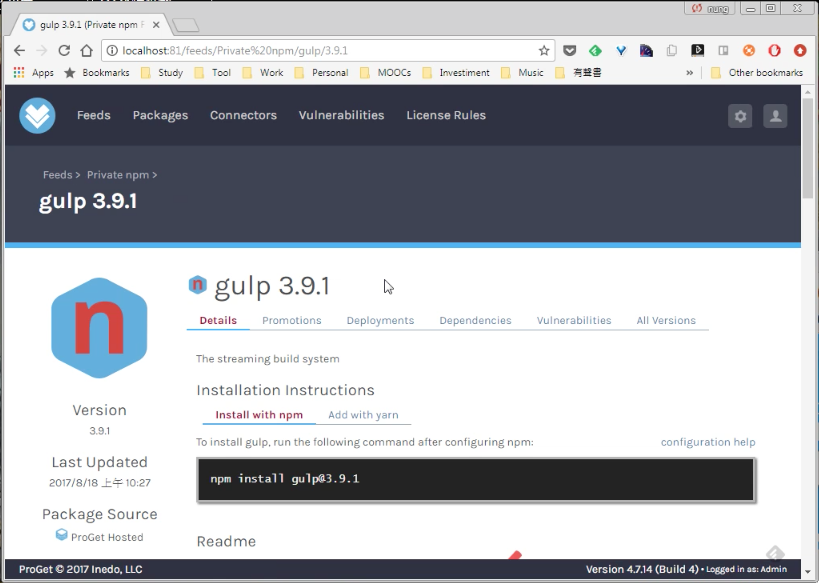 nung
gulp 3.9.1 (Private npm F
localhost:81/feeds/Private%20npm/gulp/3.9.1
Apps Bookmarks Study Tool Work Personal MOOCs Investiment Music 有聲書 » Other bookmarks
Feeds Packages Connectors Vulnerabilities License Rules
Feeds > Private npm >
gulp 3.9.1
n gulp 3.9.1
n
Details Promotions Deployments Dependencies Vulnerabilities All Versions
The streaming build system
Installation Instructions
Install with npm Add with yarn
To install gulp, run the following command after configuring npm: configuration help
npm install gulp@3.9.1
Readme
Version
3.9.1
Last Updated
2017/8/18 上午 10:27
Package Source
ProGet Hosted
ProGet © 2017 Inedo, LLC Version 4.7.14 (Build 4) • Logged in as: Admin